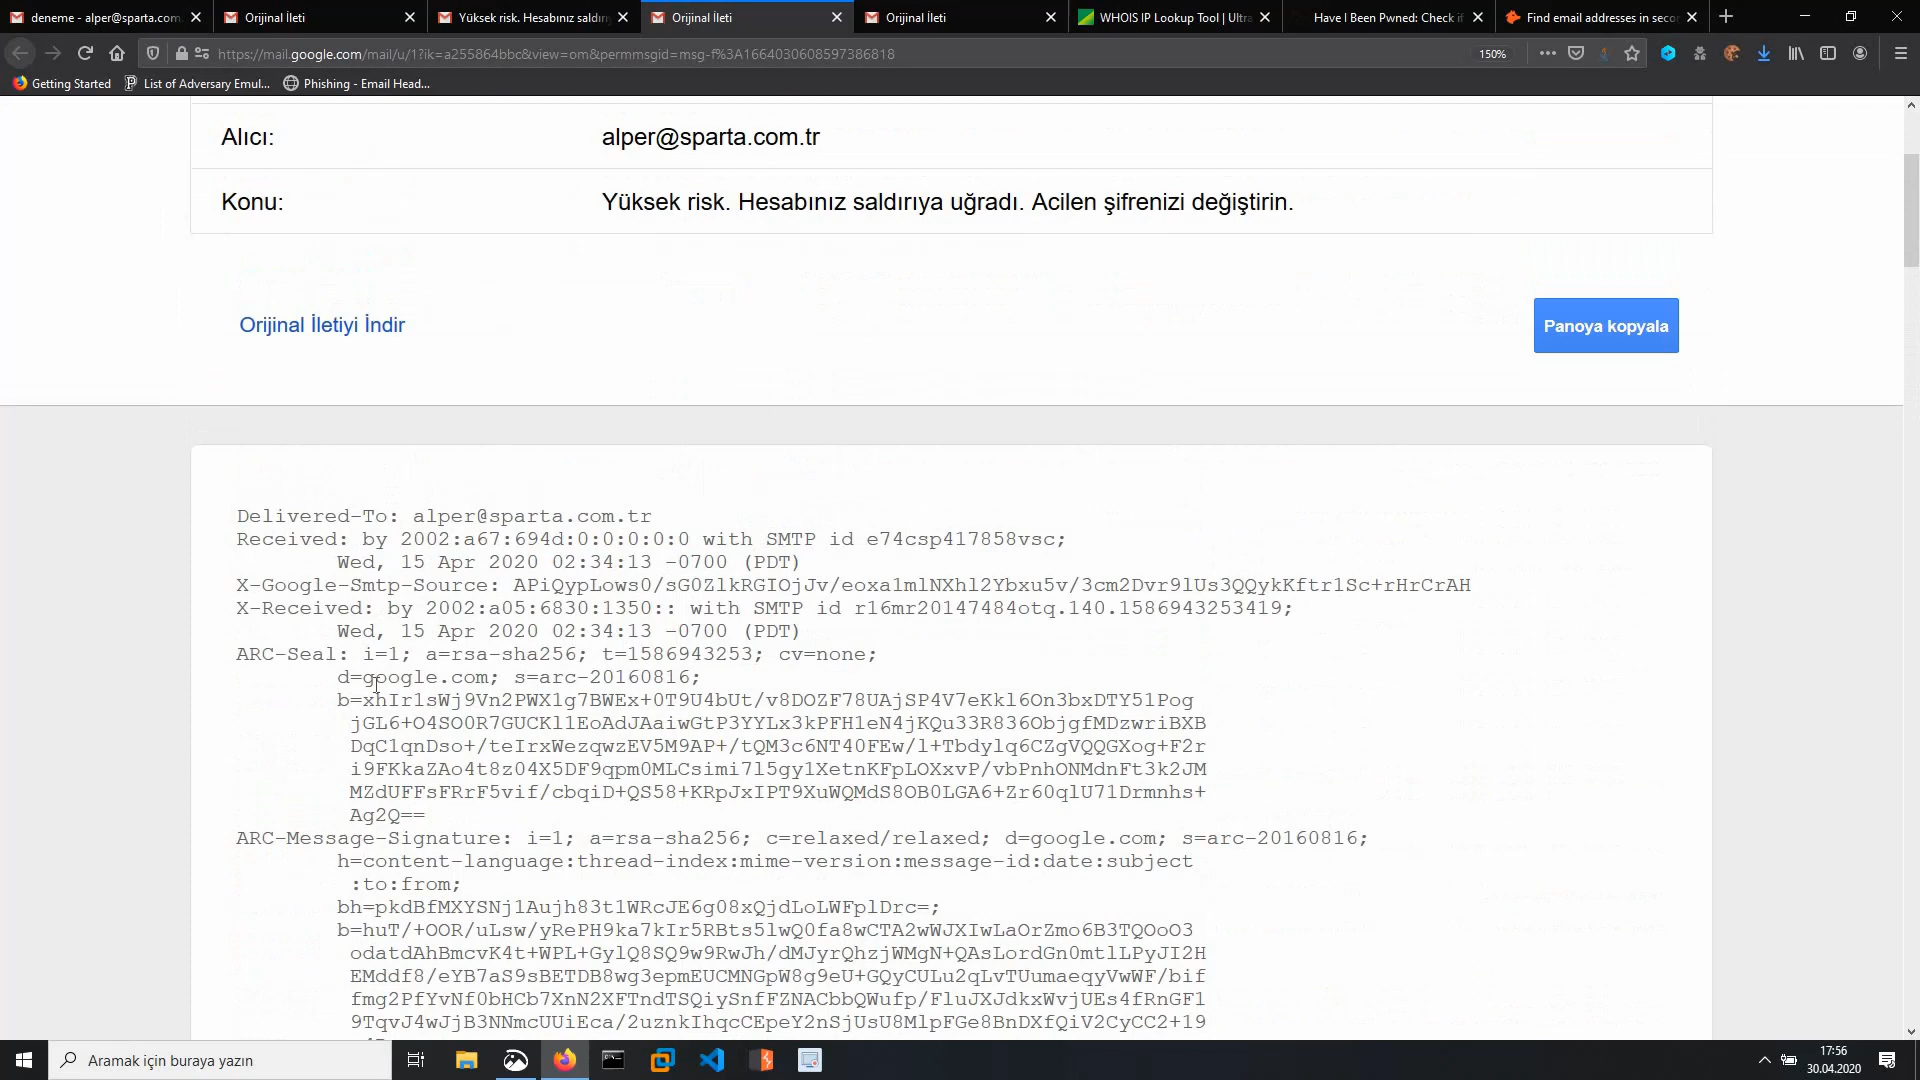 deneme - alper@sparta.com.
Orijinal İleti
Yüksek risk. Hesabınız saldırı
Orijinal İleti
Orijinal İleti
WHOIS IP Lookup Tool | Ultra
Have I Been Pwned: Check if
Find email addresses in seco
https://mail.google.com/mail/u/1?ik=a255864bbc&view=om&permmsgid=msg-f%3A1664030608597386818
150%
Getting Started
List of Adversary Emul...
Phishing - Email Head...
Alıcı: alper@sparta.com.tr
Konu: Yüksek risk. Hesabınız saldırıya uğradı. Acilen şifrenizi değiştirin.
Orijinal İletiyi İndir
Panoya kopyala
Delivered-To: alper@sparta.com.tr
Received: by 2002:a67:694d:0:0:0:0:0 with SMTP id e74csp417858vsc;
Wed, 15 Apr 2020 02:34:13 -0700 (PDT)
X-Google-Smtp-Source: APiQypLows0/sG0ZlkRGIOjJv/eoxa1mlNXhl2Ybxu5v/3cm2Dvr9lUs3QQykKftr1Sc+rHrCrAH
X-Received: by 2002:a05:6830:1350:: with SMTP id r16mr20147484otq.140.1586943253419;
Wed, 15 Apr 2020 02:34:13 -0700 (PDT)
ARC-Seal: i=1; a=rsa-sha256; t=1586943253; cv=none;
d=google.com; s=arc-20160816;
b=xhIr1sWj9Vn2PWX1g7BWEx+0T9U4bUt/v8DOZF78UAjSP4V7eKkl6On3bxDTY51Pog
jGL6+O4SO0R7GUCKl1EoAdJAaiwGtP3YYLx3kPFH1eN4jKQu33R836ObjgfMDzwriBXB
DqC1qnDso+/teIrxWezqwzEV5M9AP+/tQM3c6NT40FEw/l+Tbdylq6CZgVQQGXog+F2r
i9FKkaZAo4t8z04X5DF9qpm0MLCsimi7l5gy1XetnKFpLOXxvP/vbPnhONMdnFt3k2JM
MZdUFFsFRrF5vif/cbqiD+QS58+KRpJxIPT9XuWQMdS8OB0LGA6+Zr60qlU71Drmnhs+
Ag2Q==
ARC-Message-Signature: i=1; a=rsa-sha256; c=relaxed/relaxed; d=google.com; s=arc-20160816;
h=content-language:thread-index:mime-version:message-id:date:subject
:to:from;
bh=pkdBfMXYSNj1Aujh83t1WRcJE6g08xQjdLoLWFplDrc=;
b=huT/+OOR/uLsw/yRePH9ka7kIr5RBts5lwQ0fa8wCTA2wWJXIwLaOrZmo6B3TQOoO3
odatdAhBmcvK4t+WPL+GylQ8SQ9w9RwJh/dMJyrQhzjWMgN+QAsLordGn0mtlLPyJI2H
EMddf8/eYB7aS9sBETDB8wg3epmEUCMNGpW8g9eU+GQyCULu2qLvTUumaeqyVwWF/bif
fmg2PfYvNf0bHCb7XnN2XFTndTSQiySnfFZNACbbQWufp/FluJXJdkxWvjUEs4fRnGF1
9TqvJ4wJjB3NNmcUUiEca/2uznkIhqcCEpeY2nSjUsU8MlpFGe8BnDXfQiV2CyCC2+19
Aramak için buraya yazın
17:56
30.04.2020